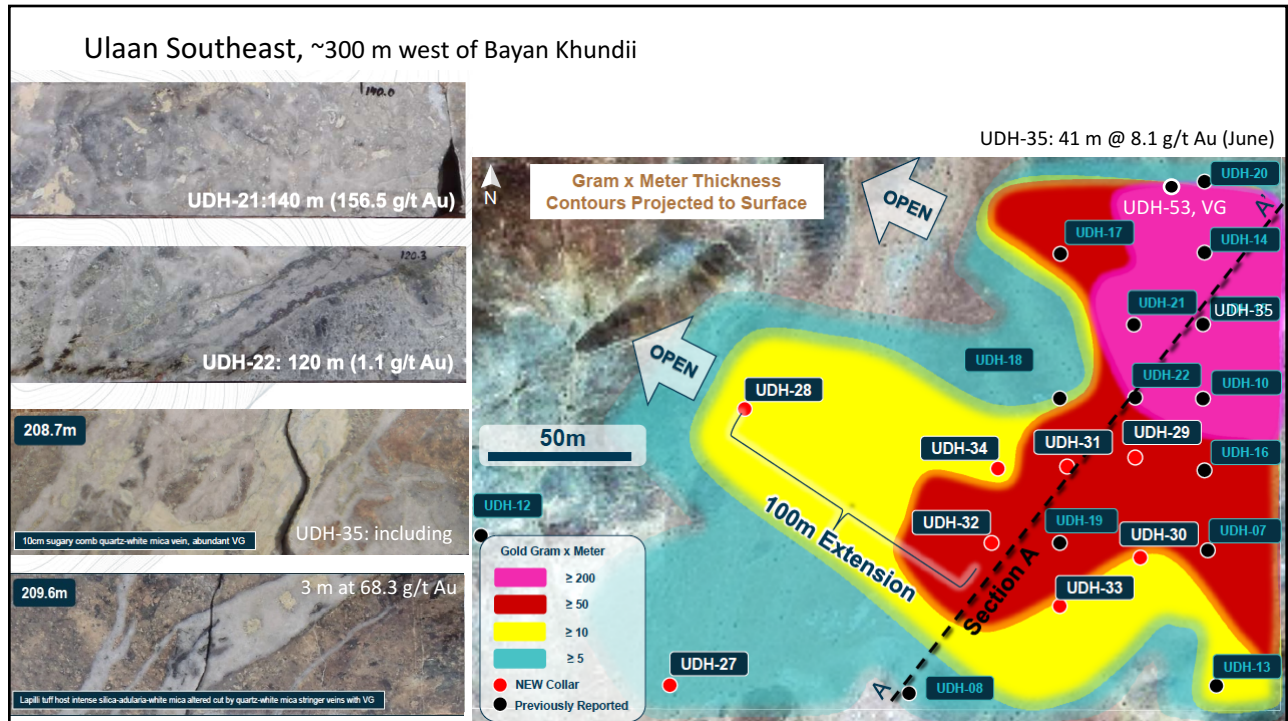 Ulaan Southeast, ~300 m west of Bayan Khundii
140.0
UDH-21:140 m (156.5 g/t Au)
120.3
UDH-22: 120 m (1.1 g/t Au)
208.7m
UDH-35: including
10cm sugary comb quartz-white mica vein, abundant VG
209.6m
3 m at 68.3 g/t Au
Lapilli tuff host intense silica-adularia-white mica altered out by quartz-white mica stringer veins with VG
UDH-35: 41 m @ 8.1 g/t Au (June)
N
Gram x Meter Thickness
Contours Projected to Surface
OPEN
OPEN
UDH-20
UDH-53, VG
A'
UDH-17
UDH-14
UDH-21
UDH-35
UDH-18
UDH-22
UDH-10
UDH-28
50m
UDH-34
UDH-31
UDH-29
UDH-16
UDH-12
100m Extension
UDH-32
UDH-19
UDH-30
UDH-07
Section A
UDH-33
UDH-27
A
UDH-08
UDH-13
Gold Gram x Meter
≥ 200
≥ 50
≥ 10
≥ 5
NEW Collar
Previously Reported